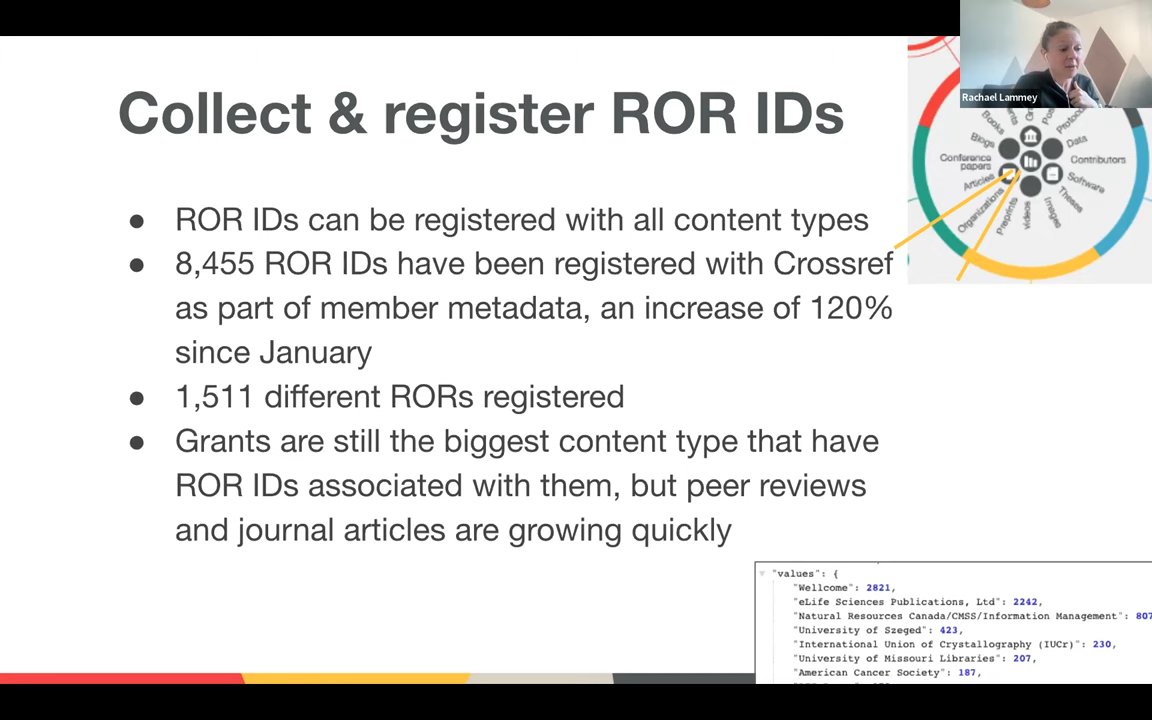 Collect & register ROR IDs
● ROR IDs can be registered with all content types
● 8,455 ROR IDs have been registered with Crossref
as part of member metadata, an increase of 120%
since January
● 1,511 different RORs registered
● Grants are still the biggest content type that have
ROR IDs associated with them, but peer reviews
and journal articles are growing quickly
Rachael Lammey
Books
Blogs
Conference
papers
Articles
Organizations
Preprints
videos
Images
Theses
Software
Contributors
Data
"values": {
"Wellcome": 2821,
"eLife Sciences Publications, Ltd": 2242,
"Natural Resources Canada/CMSS/Information Management": 807
"University of Szeged": 423,
"International Union of Crystallography (IUCr)": 230,
"University of Missouri Libraries": 207,
"American Cancer Society": 187,